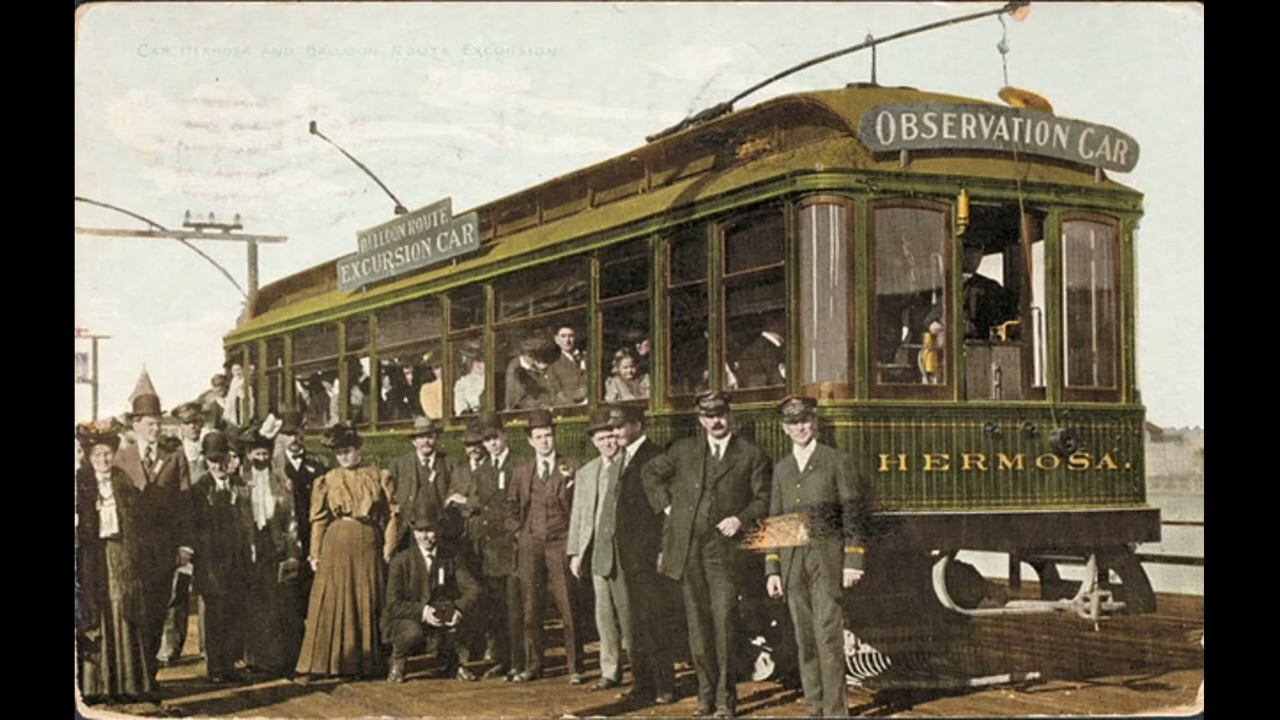 CAR HERMOSA AND BALLOON ROUTE EXCURSION
OBSERVATION CAR
BALLOON ROUTE
EXCURSION CAR
HERMOSA.